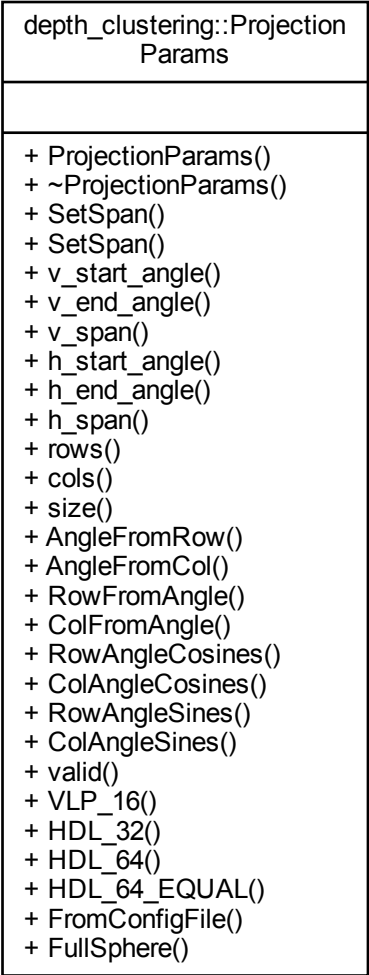 depth_clustering::Projection
Params
+ ProjectionParams()
+ ~ProjectionParams()
+ SetSpan()
+ SetSpan()
+ v_start_angle()
+ v_end_angle()
+ v_span()
+ h_start_angle()
+ h_end_angle()
+ h_span()
+ rows()
+ cols()
+ size()
+ AngleFromRow()
+ AngleFromCol()
+ RowFromAngle()
+ ColFromAngle()
+ RowAngleCosines()
+ ColAngleCosines()
+ RowAngleSines()
+ ColAngleSines()
+ valid()
+ VLP_16()
+ HDL_32()
+ HDL_64()
+ HDL_64_EQUAL()
+ FromConfigFile()
+ FullSphere()